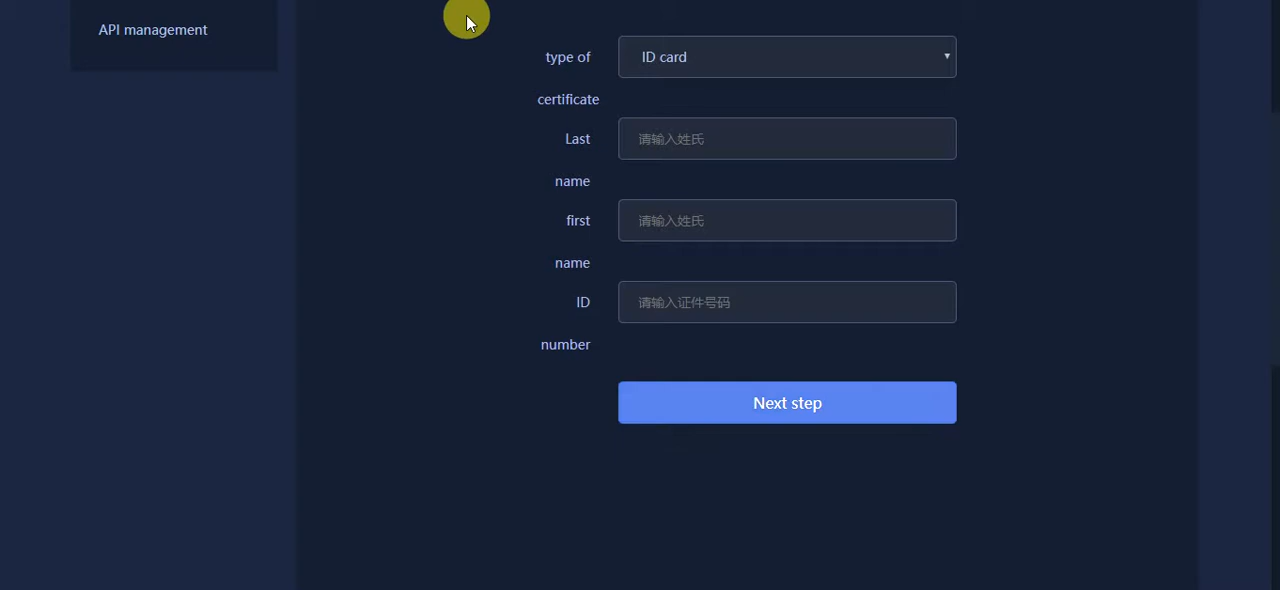 API management
type of
certificate
ID card
Last
name
请输入姓氏
first
name
请输入姓氏
ID
number
请输入证件号码
Next step